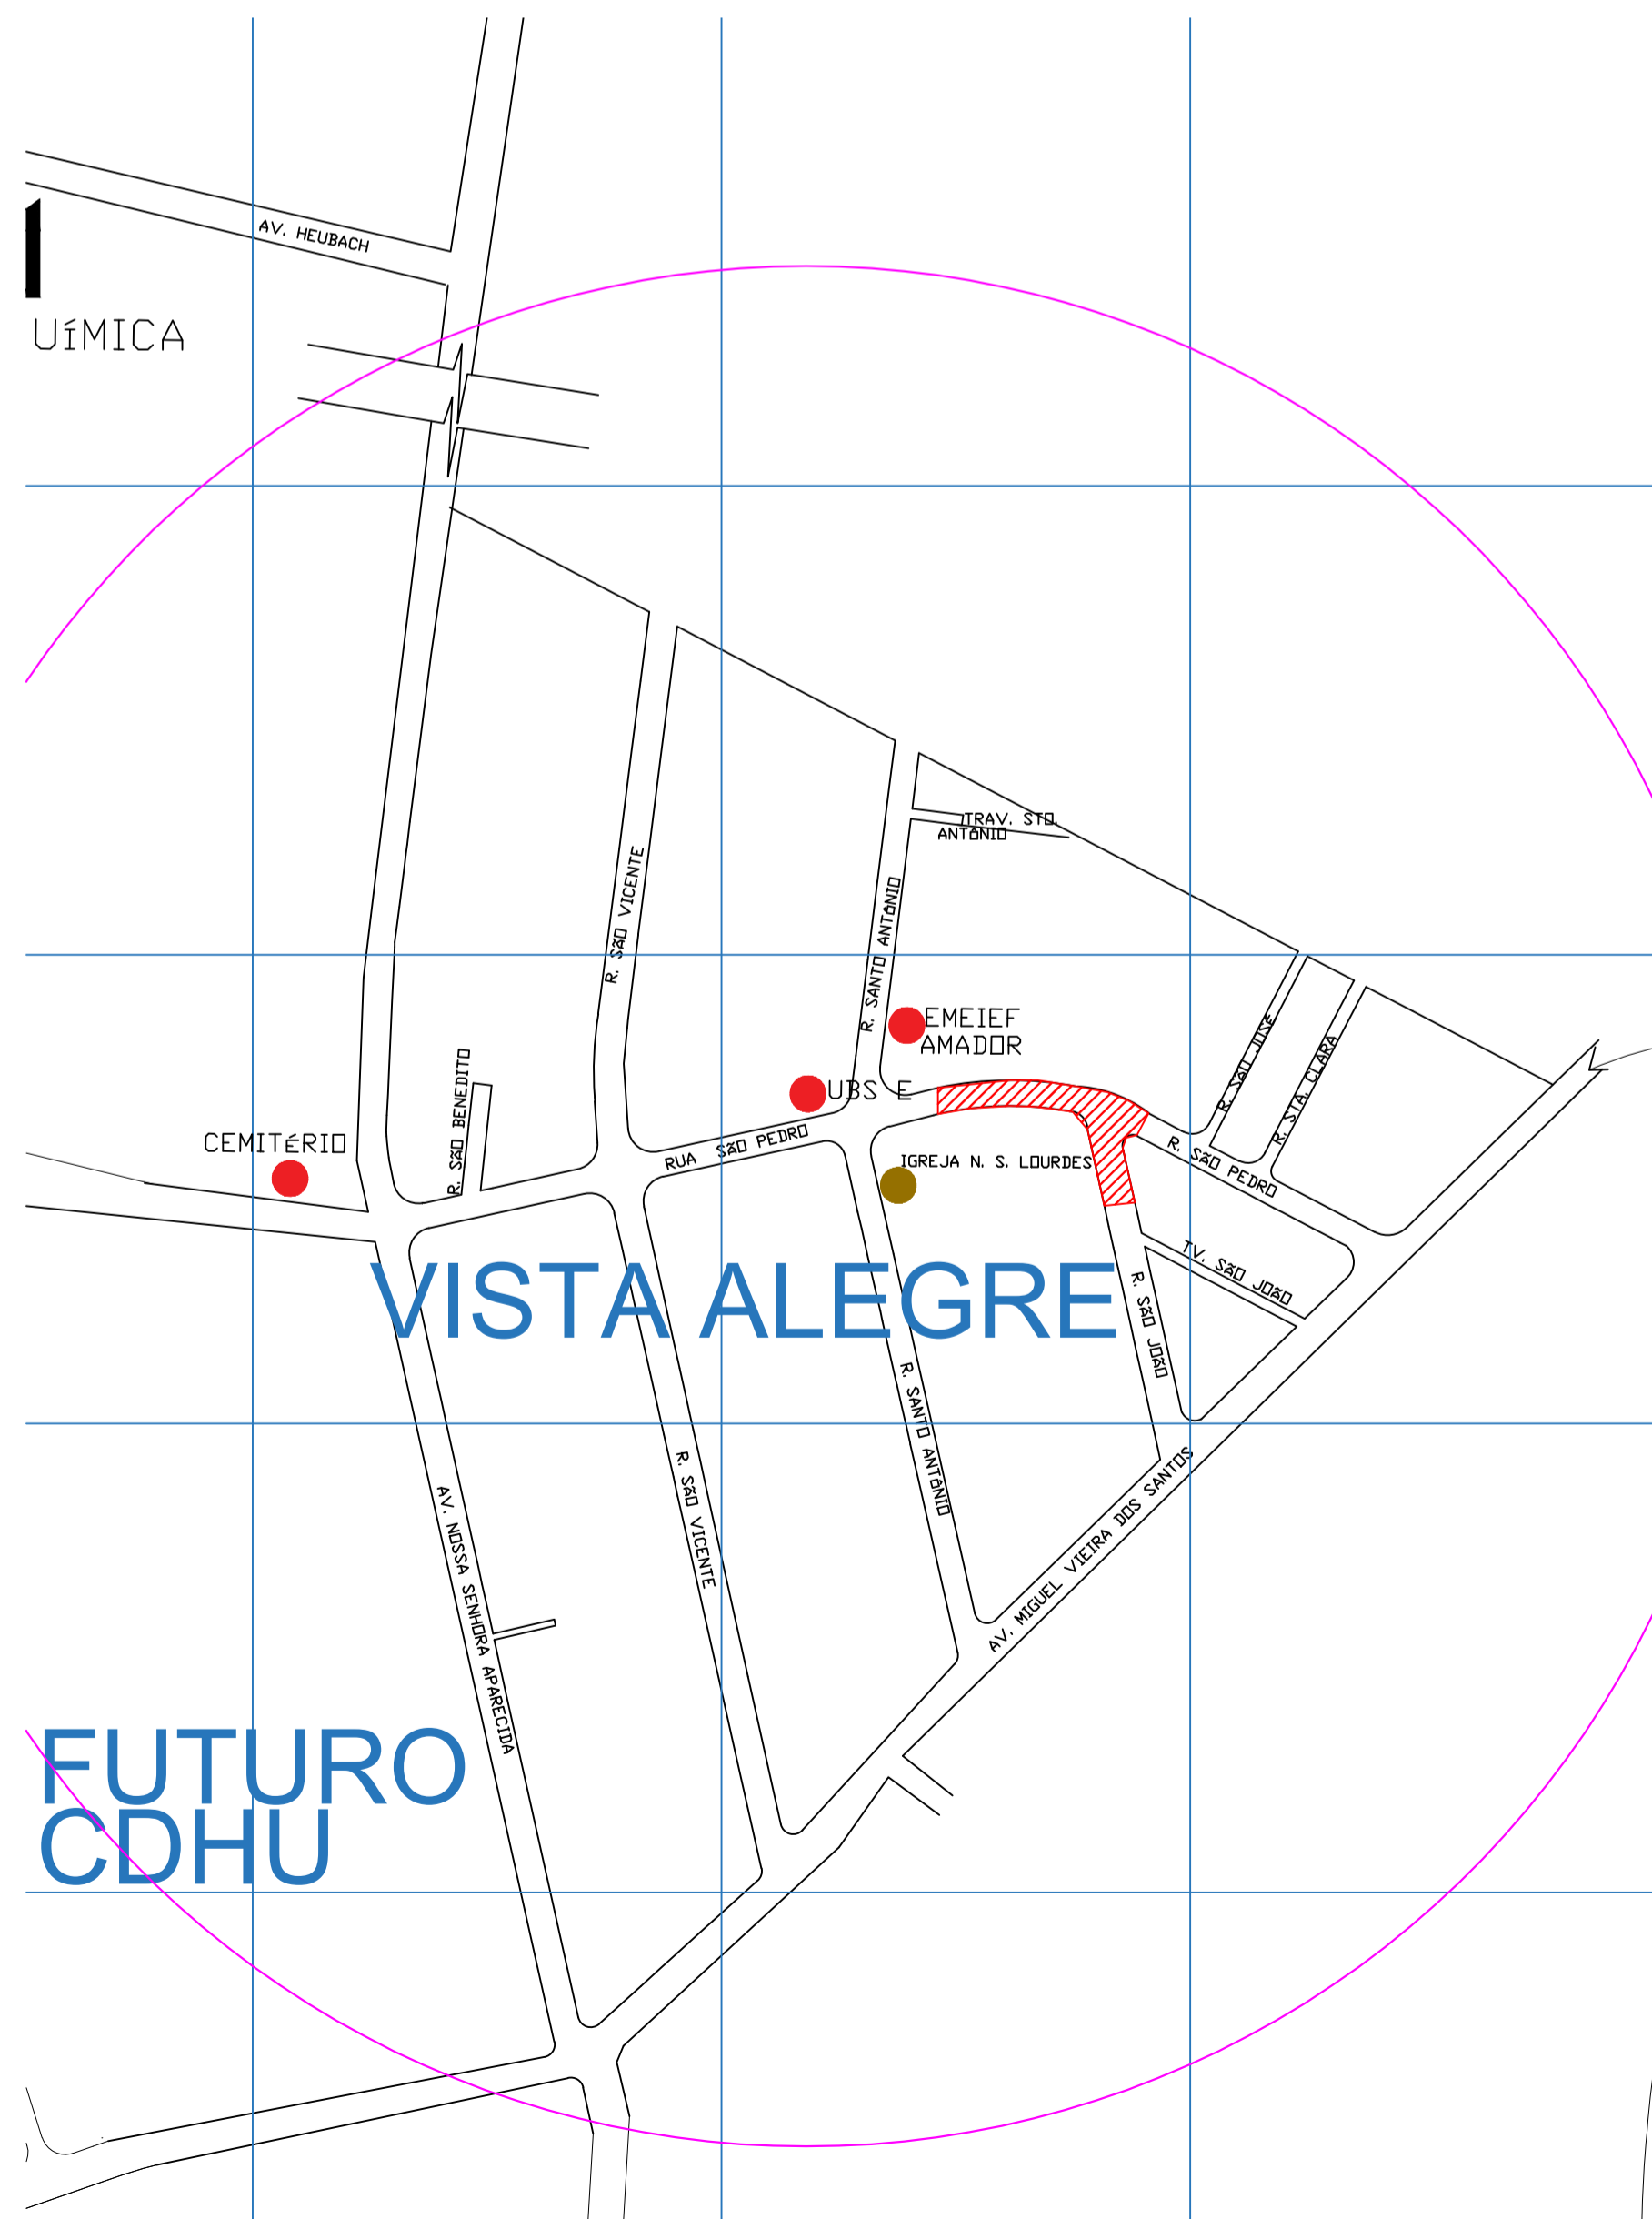 AV. HEUBACH
UÍMICA
TRAV. STO.
ANTÔNIO
R. SÃO VICENTE
R. SANTO ANTÔNIO
EMEIEF
AMADOR
R. SÃO JOSÉ
R. STA. CLARA
R. SÃO BENEDITO
UBS E
CEMITÉRIO
RUA SÃO PEDRO
IGREJA N. S. LOURDES
R. SÃO PEDRO
TV. SÃO JOÃO
VISTA ALEGRE
R. SÃO JOÃO
R. SANTO ANTÔNIO
R. SÃO VICENTE
AV. MIGUEL VIEIRA DOS SANTOS
AV. NOSSA SENHORA APARECIDA
FUTURO
CDHU